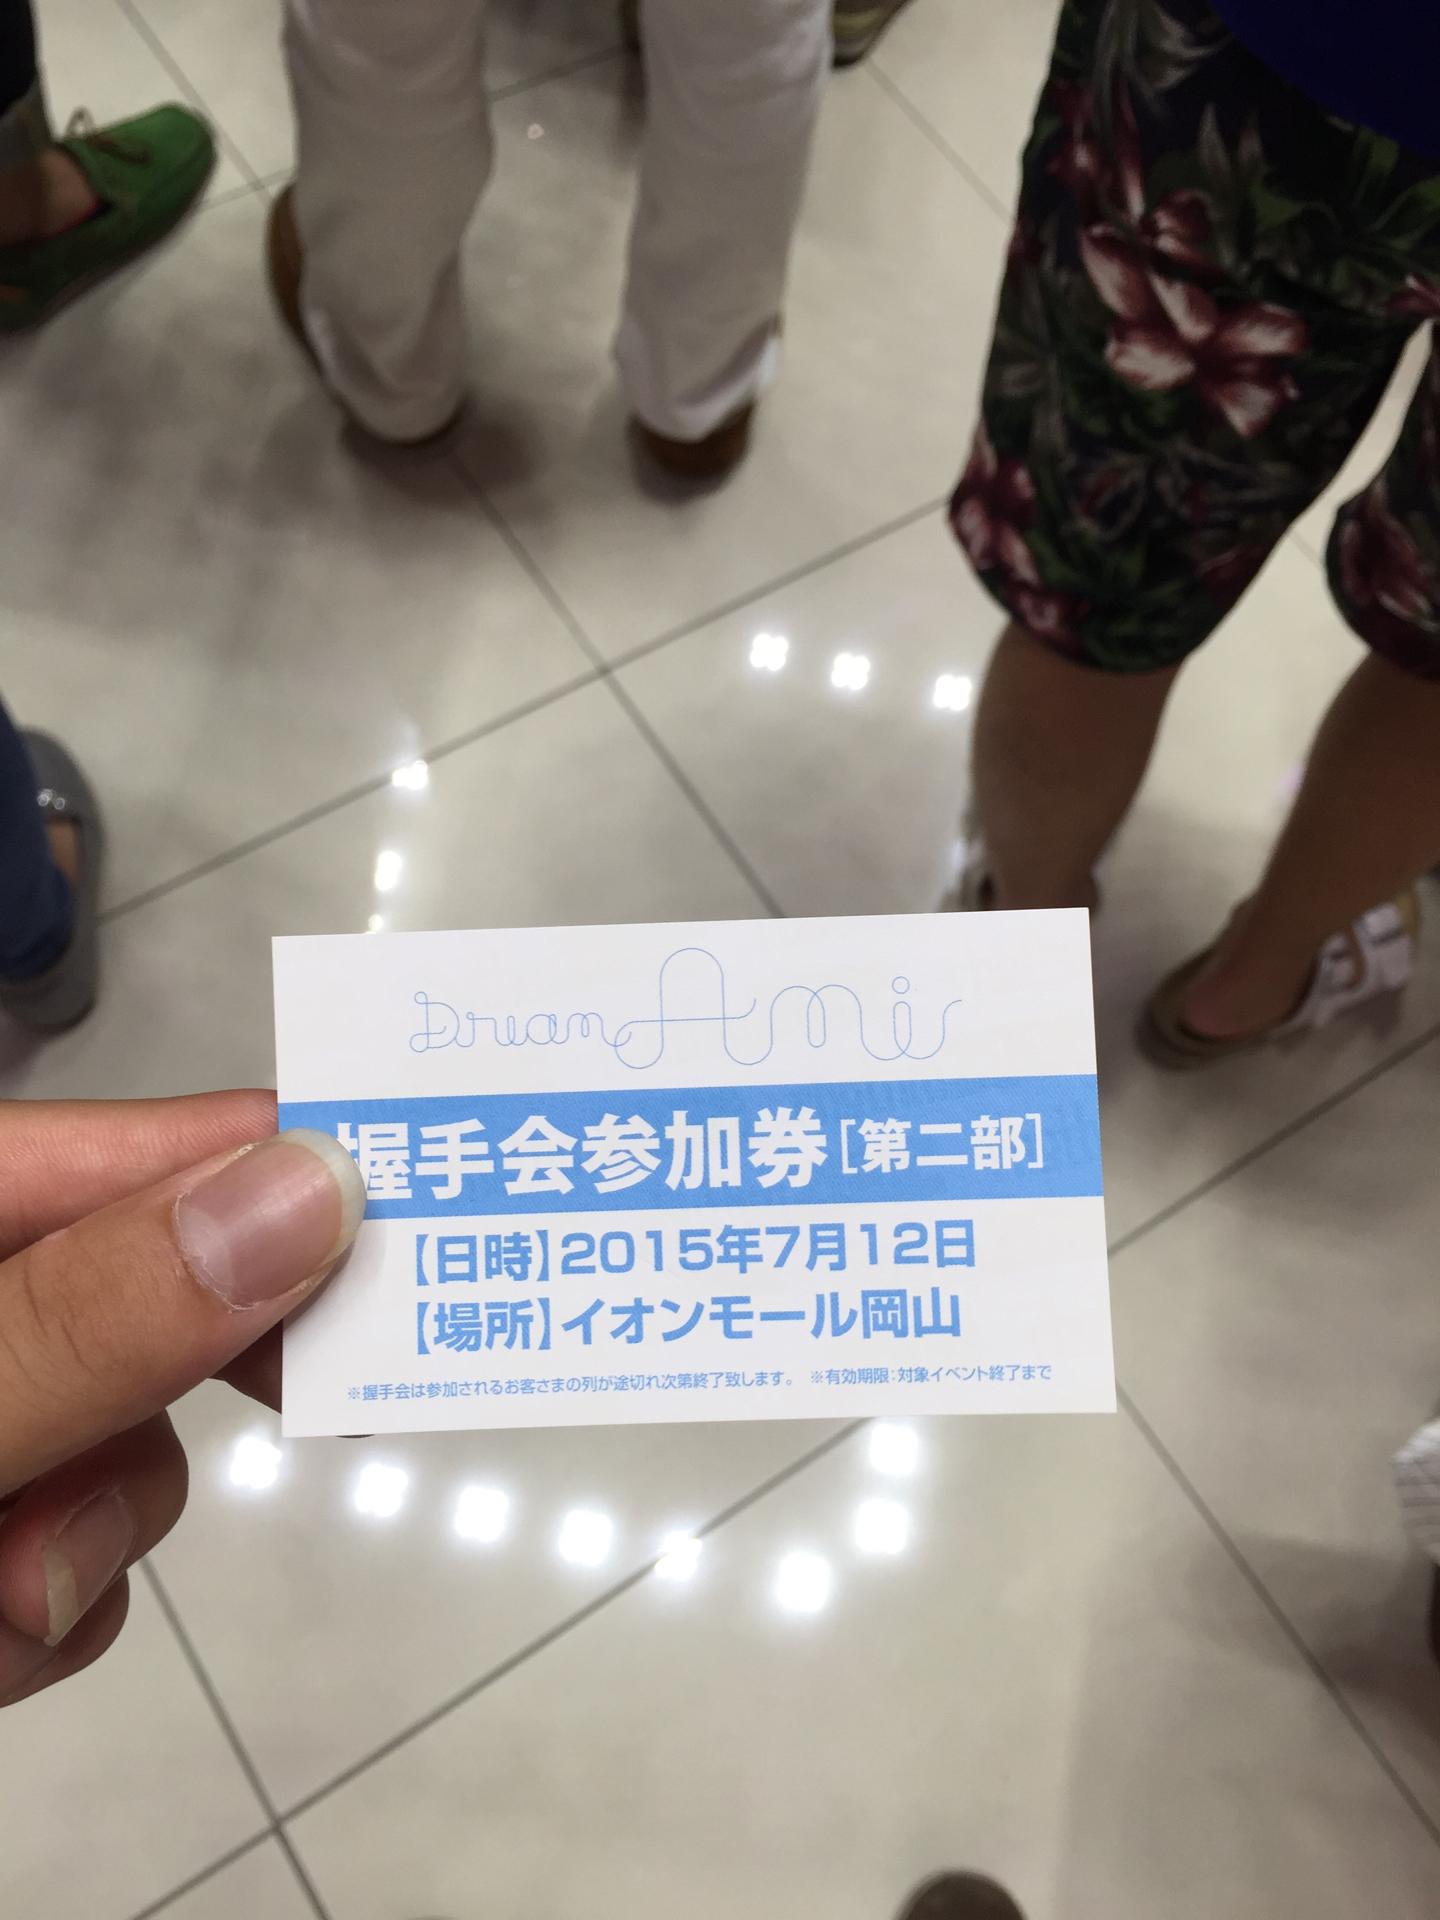 Dream Ami
握手会参加券［第二部］
【日時】2015年7月12日
【場所】イオンモール岡山
※握手会は参加されるお客さまの列が途切れ次第終了致します。 ※有効期限：対象イベント終了まで